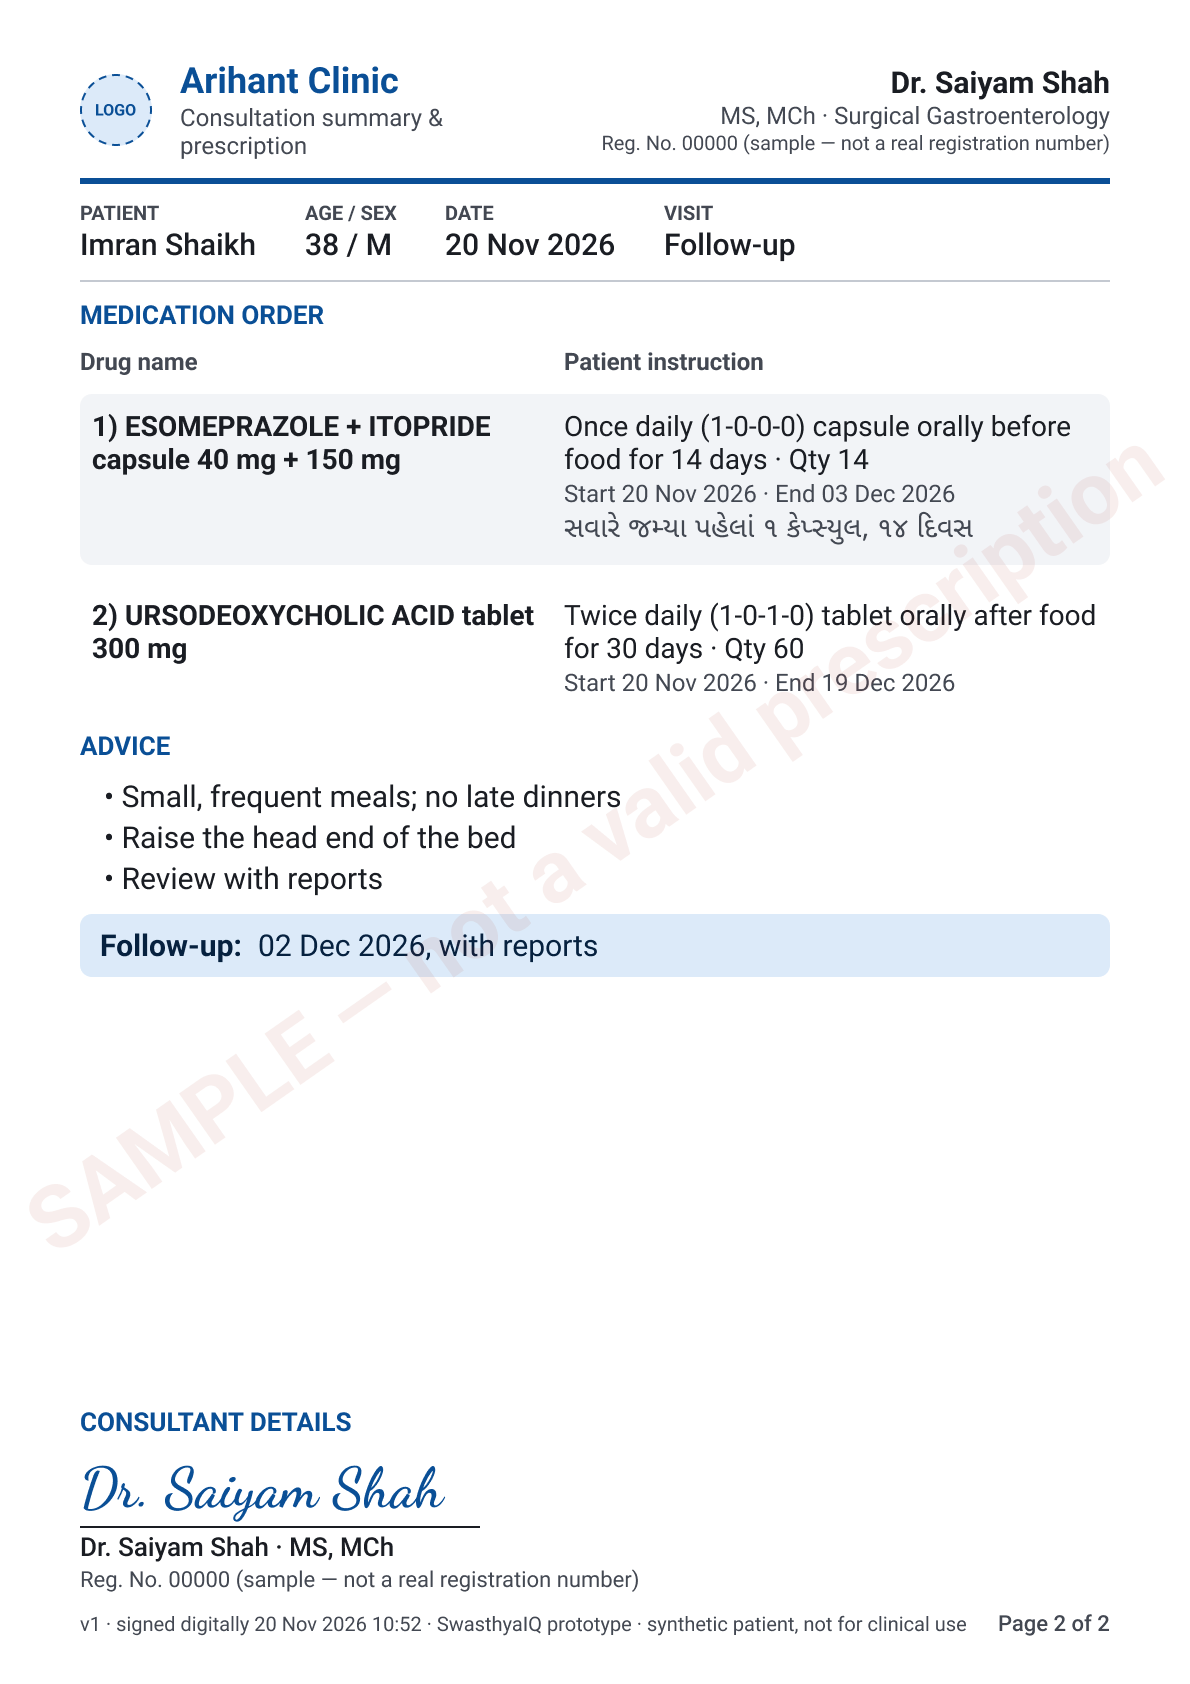 LOGO
Arihant Clinic
Consultation summary &
prescription
Dr. Saiyam Shah
MS, MCh · Surgical Gastroenterology
Reg. No. 00000 (sample — not a real registration number)
PATIENT AGE / SEX DATE VISIT
Imran Shaikh 38 / M 20 Nov 2026 Follow-up
MEDICATION ORDER
Drug name Patient instruction
1) ESOMEPRAZOLE + ITOPRIDE
capsule 40 mg + 150 mg
Once daily (1-0-0-0) capsule orally before
food for 14 days · Qty 14
Start 20 Nov 2026 · End 03 Dec 2026
સવારે જમ્યા પહેલાં ૧ કેપ્સ્યુલ, ૧૪ દિવસ
2) URSODEOXYCHOLIC ACID tablet
300 mg
Twice daily (1-0-1-0) tablet orally after food
for 30 days · Qty 60
Start 20 Nov 2026 · End 19 Dec 2026
ADVICE
• Small, frequent meals; no late dinners
• Raise the head end of the bed
• Review with reports
Follow-up: 02 Dec 2026, with reports
SAMPLE — not a valid prescription
CONSULTANT DETAILS
Dr. Saiyam Shah
Dr. Saiyam Shah · MS, MCh
Reg. No. 00000 (sample — not a real registration number)
v1 · signed digitally 20 Nov 2026 10:52 · SwasthyaIQ prototype · synthetic patient, not for clinical use Page 2 of 2